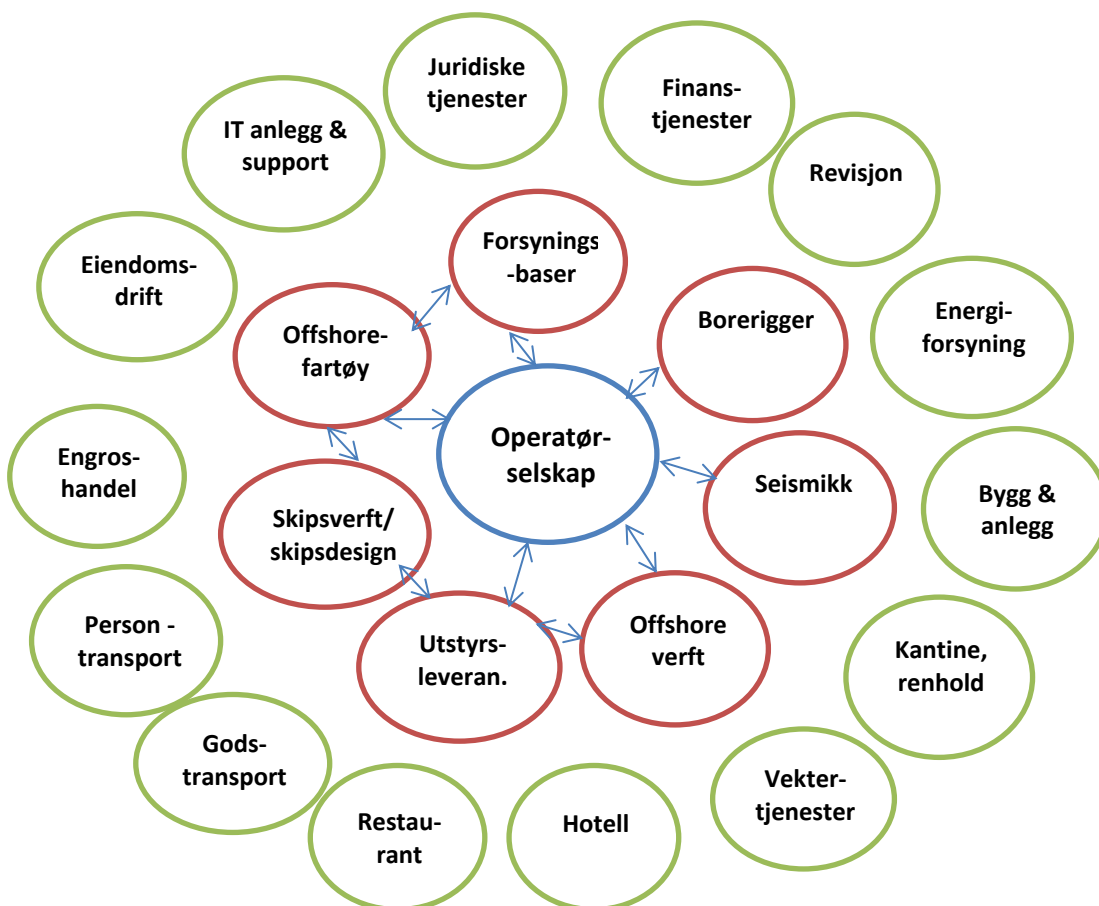 Juridiske
tjenester
Finans-
tjenester
IT anlegg &
support
Revisjon
Forsynings
-baser
Eiendoms-
drift
Borerigger
Energi-
forsyning
Offshore-
fartøy
Operatør-
selskap
Engros-
handel
Seismikk
Bygg &
anlegg
Skipsverft/
skipsdesign
Person -
transport
Utstyrs-
leveran.
Offshore
verft
Kantine,
renhold
Gods-
transport
Vekter-
tjenester
Restau-
rant
Hotell